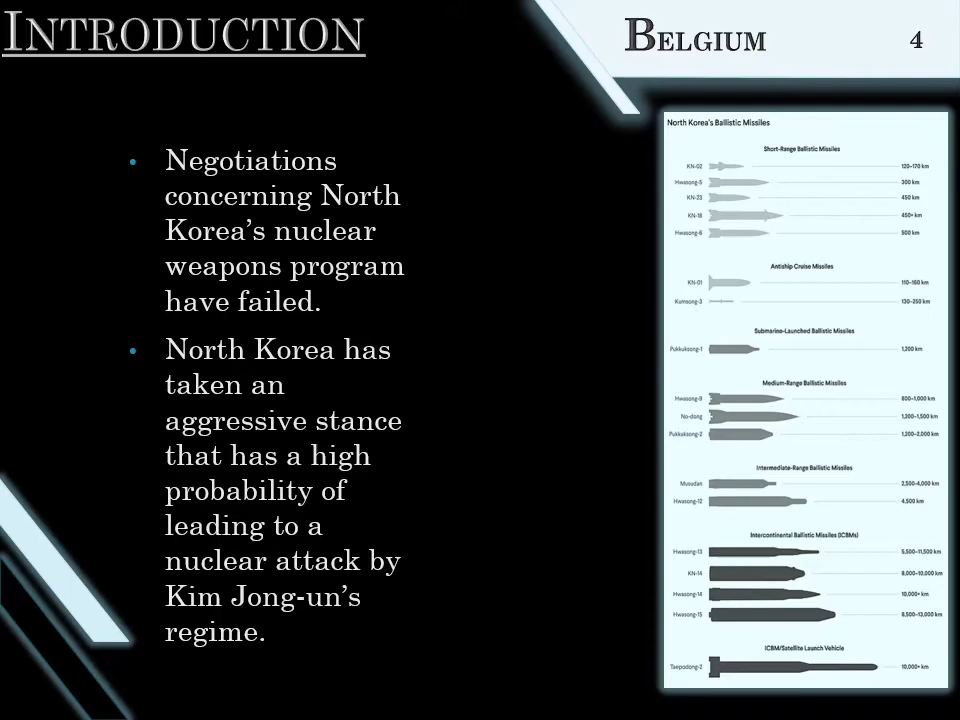 INTRODUCTION
BELGIUM
4
• Negotiations
concerning North
Korea's nuclear
weapons program
have failed.
• North Korea has
taken an
aggressive stance
that has a high
probability of
leading to a
nuclear attack by
Kim Jong-un's
regime.
North Korea's Ballistic Missiles
Short-Range Ballistic Missiles
KN-02 120–170 km
Hwasong-5 300 km
KN-23 450 km
KN-18 450+ km
Hwasong-6 500 km
Antiship Cruise Missiles
KN-01 110–160 km
Kumsong-3 130–250 km
Submarine-Launched Ballistic Missiles
Pukkuksong-1 1,200 km
Medium-Range Ballistic Missiles
Hwasong-9 800–1,000 km
No-dong 1,200–1,500 km
Pukkuksong-2 1,200–2,000 km
Intermediate-Range Ballistic Missiles
Musudan 2,500–4,000 km
Hwasong-12 4,500 km
Intercontinental Ballistic Missiles (ICBMs)
Hwasong-13 5,500–11,500 km
KN-14 8,000–10,000 km
Hwasong-14 10,000+ km
Hwasong-15 8,500–13,000 km
ICBM/Satellite Launch Vehicle
Taepodong-2 10,000+ km